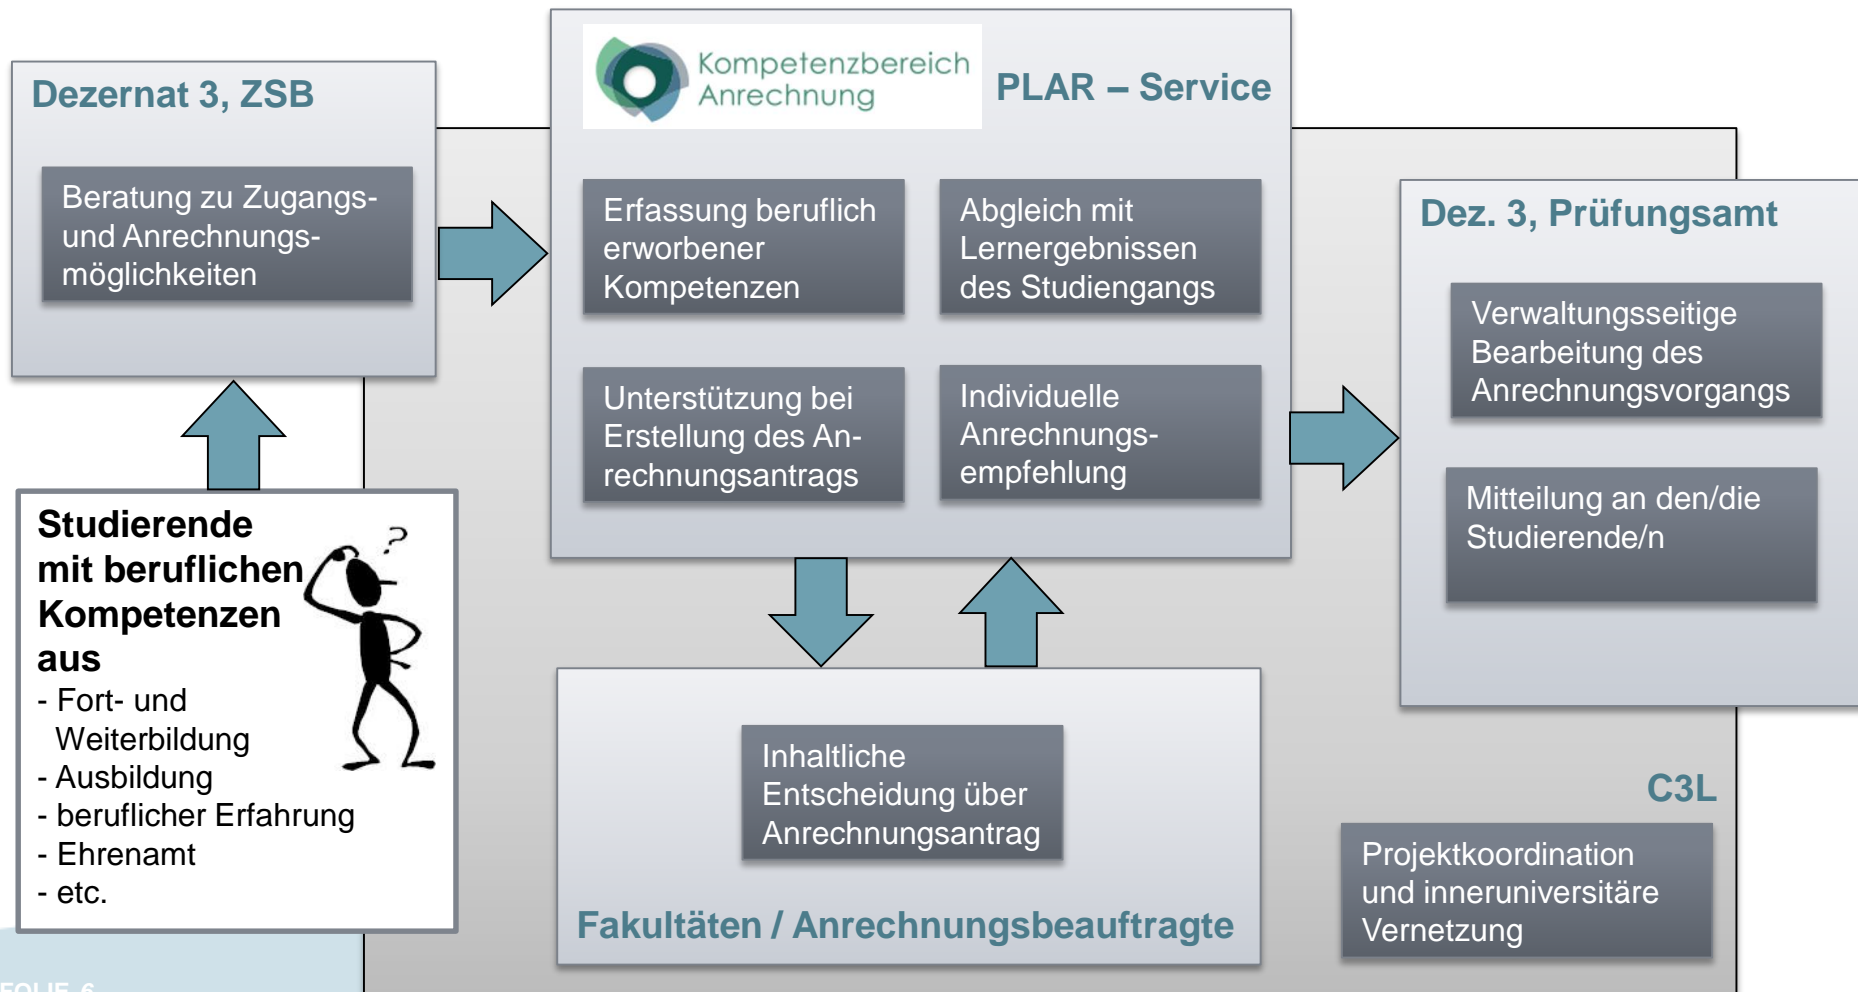 Dezernat 3, ZSB
Beratung zu Zugangs-
und Anrechnungs-
möglichkeiten
Studierende
mit beruflichen
Kompetenzen
aus
- Fort- und
Weiterbildung
- Ausbildung
- beruflicher Erfahrung
- Ehrenamt
- etc.
?
Kompetenzbereich
Anrechnung
PLAR – Service
Erfassung beruflich
erworbener
Kompetenzen
Abgleich mit
Lernergebnissen
des Studiengangs
Unterstützung bei
Erstellung des An-
rechnungsantrags
Individuelle
Anrechnungs-
empfehlung
Inhaltliche
Entscheidung über
Anrechnungsantrag
Fakultäten / Anrechnungsbeauftragte
Dez. 3, Prüfungsamt
Verwaltungsseitige
Bearbeitung des
Anrechnungsvorgangs
Mitteilung an den/die
Studierende/n
C3L
Projektkoordination
und inneruniversitäre
Vernetzung
FOLIE 6